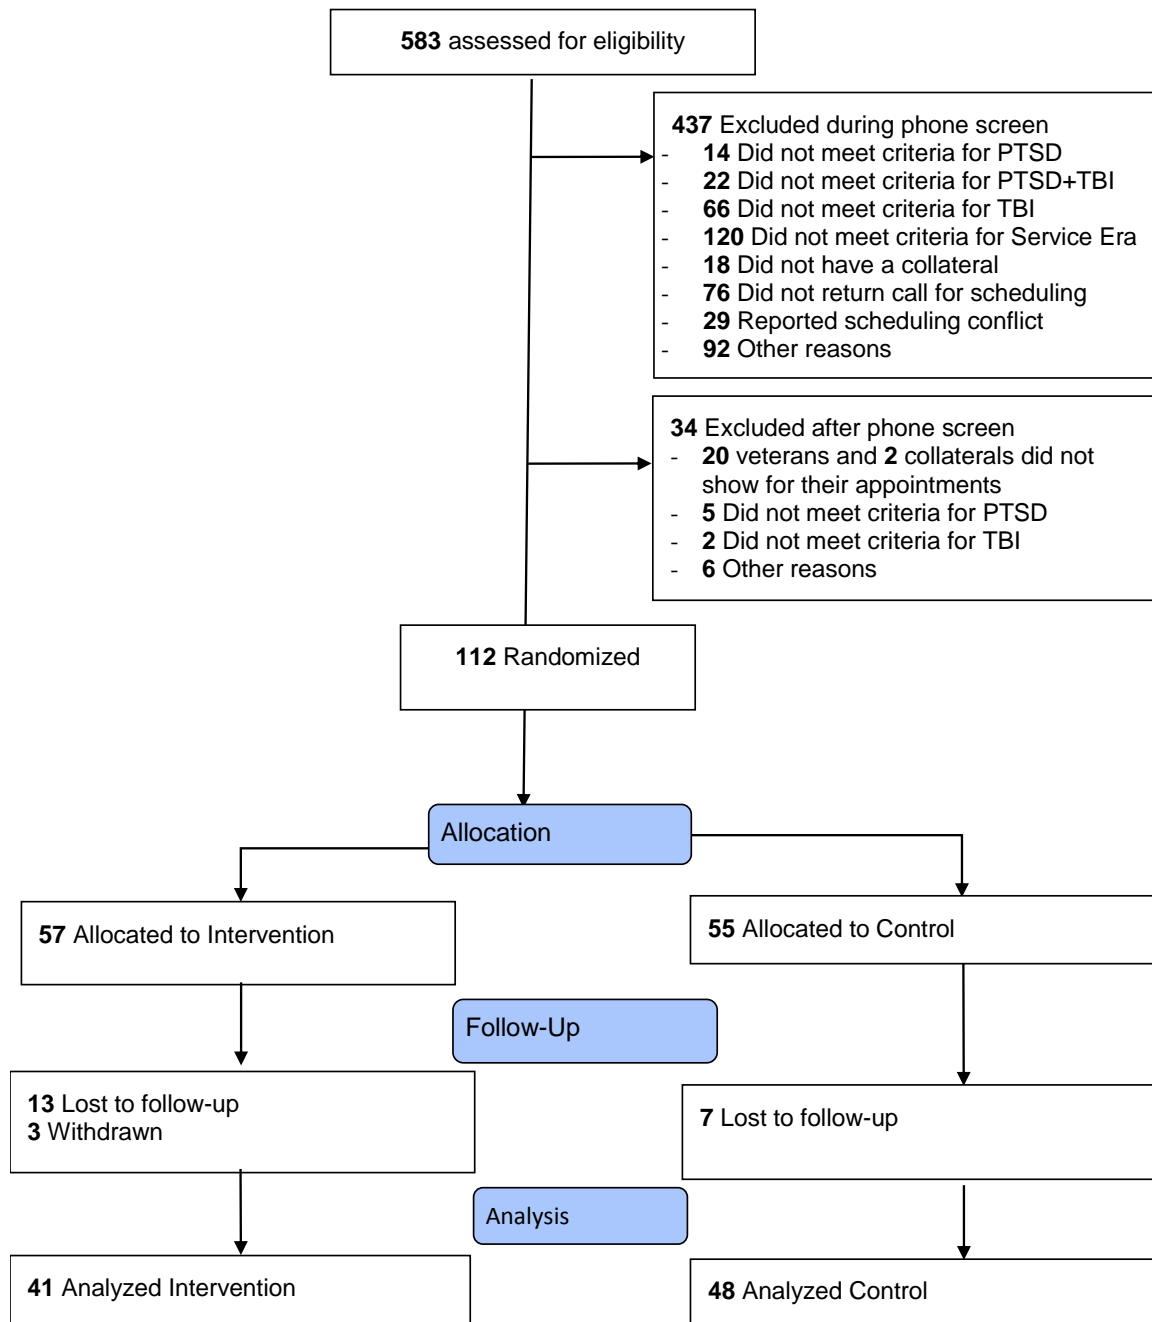 583 assessed for eligibility
437 Excluded during phone screen
- 14 Did not meet criteria for PTSD
- 22 Did not meet criteria for PTSD+TBI
- 66 Did not meet criteria for TBI
- 120 Did not meet criteria for Service Era
- 18 Did not have a collateral
- 76 Did not return call for scheduling
- 29 Reported scheduling conflict
- 92 Other reasons
34 Excluded after phone screen
- 20 veterans and 2 collaterals did not
show for their appointments
- 5 Did not meet criteria for PTSD
- 2 Did not meet criteria for TBI
- 6 Other reasons
112 Randomized
Allocation
57 Allocated to Intervention
55 Allocated to Control
Follow-Up
13 Lost to follow-up
3 Withdrawn
7 Lost to follow-up
Analysis
41 Analyzed Intervention
48 Analyzed Control